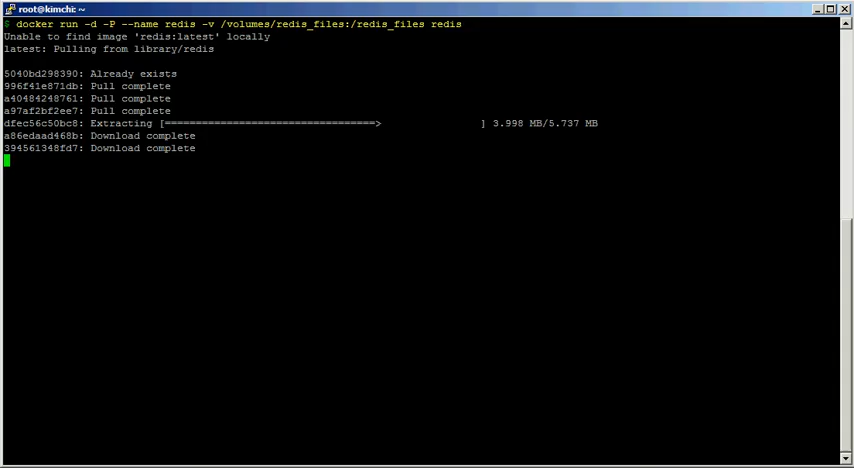 root@kimchi: ~
$ docker run -d -P --name redis -v /volumes/redis_files:/redis_files redis
Unable to find image 'redis:latest' locally
latest: Pulling from library/redis
5040bd298390: Already exists
996f41e871db: Pull complete
a40484248761: Pull complete
a97af2bf2ee7: Pull complete
dfec56c50bc8: Extracting [==================================>                ] 3.998 MB/5.737 MB
a86edaad468b: Download complete
394561348fd7: Download complete